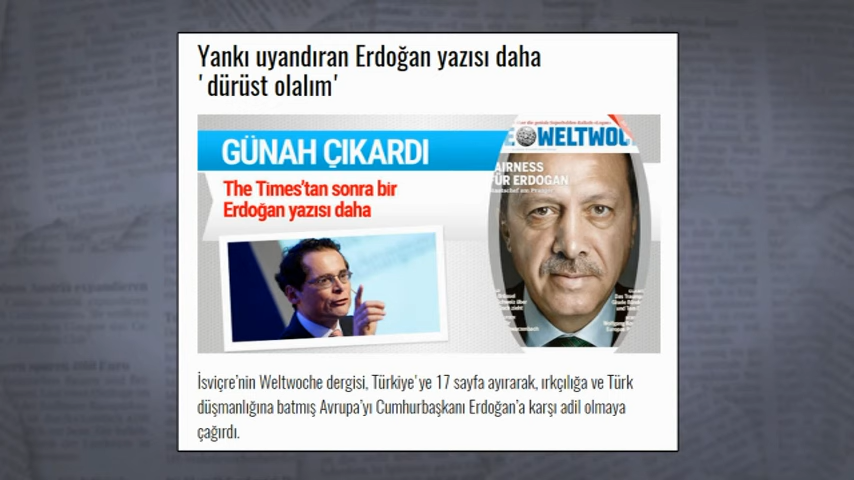 Yankı uyandıran Erdoğan yazısı daha
'dürüst olalım'
GÜNAH ÇIKARDI
The Times'tan sonra bir
Erdoğan yazısı daha
E WELTWOC
AIRNESS
FÜR ERDOGAN
İsviçre'nin Weltwoche dergisi, Türkiye'ye 17 sayfa ayırarak, ırkçılığa ve Türk
düşmanlığına batmış Avrupa'yı Cumhurbaşkanı Erdoğan'a karşı adil olmaya
çağırdı.